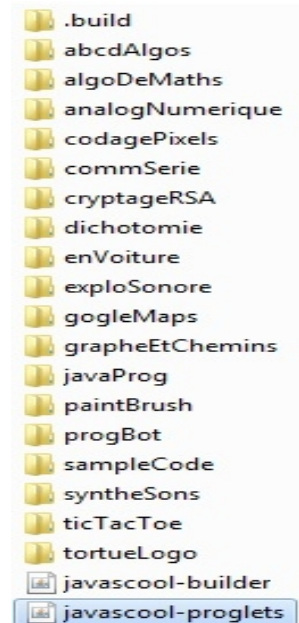 .build
abcdAlgos
algoDeMaths
analogNumerique
codagePixels
commSerie
cryptageRSA
dichotomie
enVoiture
exploSonore
gogleMaps
grapheEtChemins
javaProg
paintBrush
progBot
sampleCode
syntheSons
ticTacToe
tortueLogo
javascool-builder
javascool-proglets